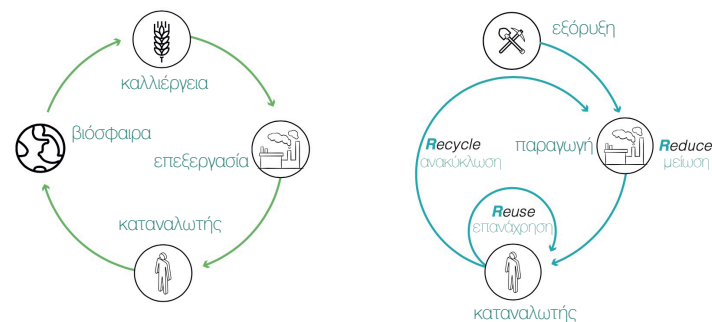 καλλιέργεια
βιόσφαιρα
επεξεργασία
καταναλωτής
εξόρυξη
Recycle
ανακύκλωση
παραγωγή
Reduce
μείωση
Reuse
επανάχρηση
καταναλωτής